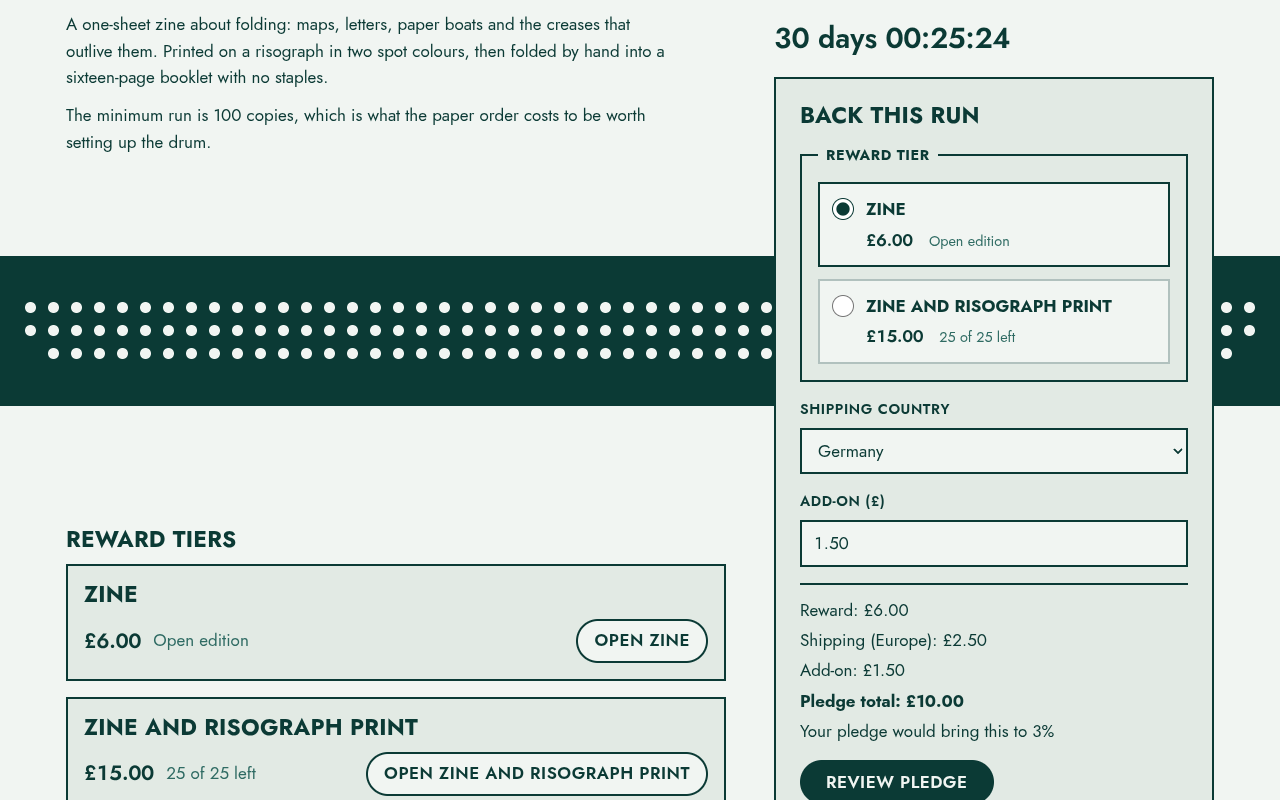 A one-sheet zine about folding: maps, letters, paper boats and the creases that
outlive them. Printed on a risograph in two spot colours, then folded by hand into a
sixteen-page booklet with no staples.
The minimum run is 100 copies, which is what the paper order costs to be worth
setting up the drum.
REWARD TIERS
ZINE
£6.00 Open edition
OPEN ZINE
ZINE AND RISOGRAPH PRINT
£15.00 25 of 25 left
OPEN ZINE AND RISOGRAPH PRINT
30 days 00:25:24
BACK THIS RUN
REWARD TIER
ZINE
£6.00 Open edition
ZINE AND RISOGRAPH PRINT
£15.00 25 of 25 left
SHIPPING COUNTRY
Germany
ADD-ON (£)
1.50
Reward: £6.00
Shipping (Europe): £2.50
Add-on: £1.50
Pledge total: £10.00
Your pledge would bring this to 3%
REVIEW PLEDGE